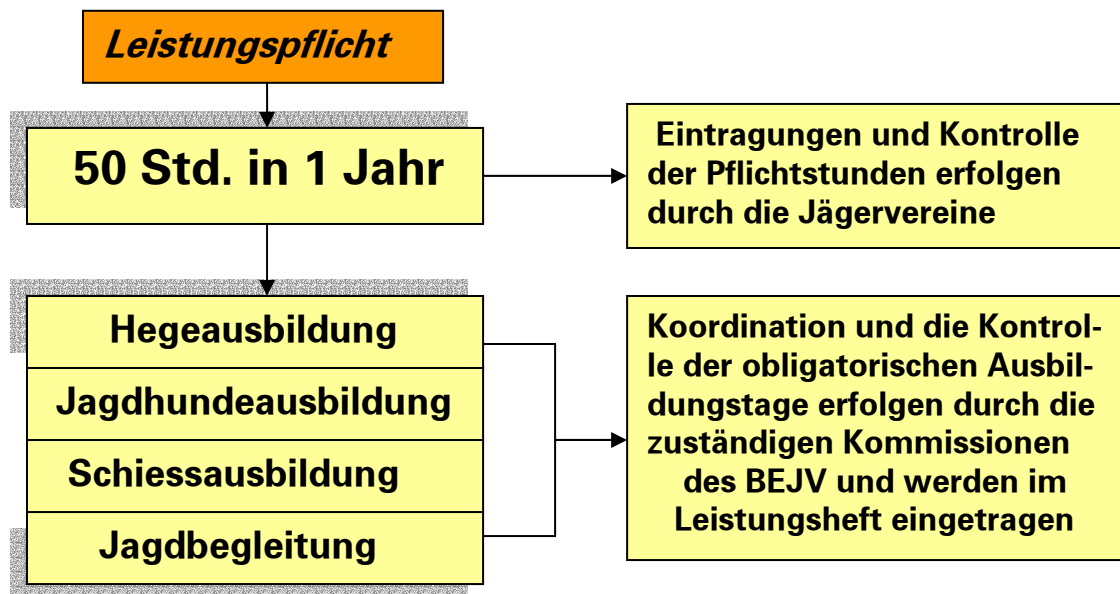 Leistungspflicht
50 Std. in 1 Jahr
Eintragungen und Kontrolle
der Pflichtstunden erfolgen
durch die Jägervereine
Hegeausbildung
Jagdhundeausbildung
Schiessausbildung
Jagdbegleitung
Koordination und die Kontrol-
le der obligatorischen Ausbil-
dungstage erfolgen durch die
zuständigen Kommissionen
des BEJV und werden im
Leistungsheft eingetragen